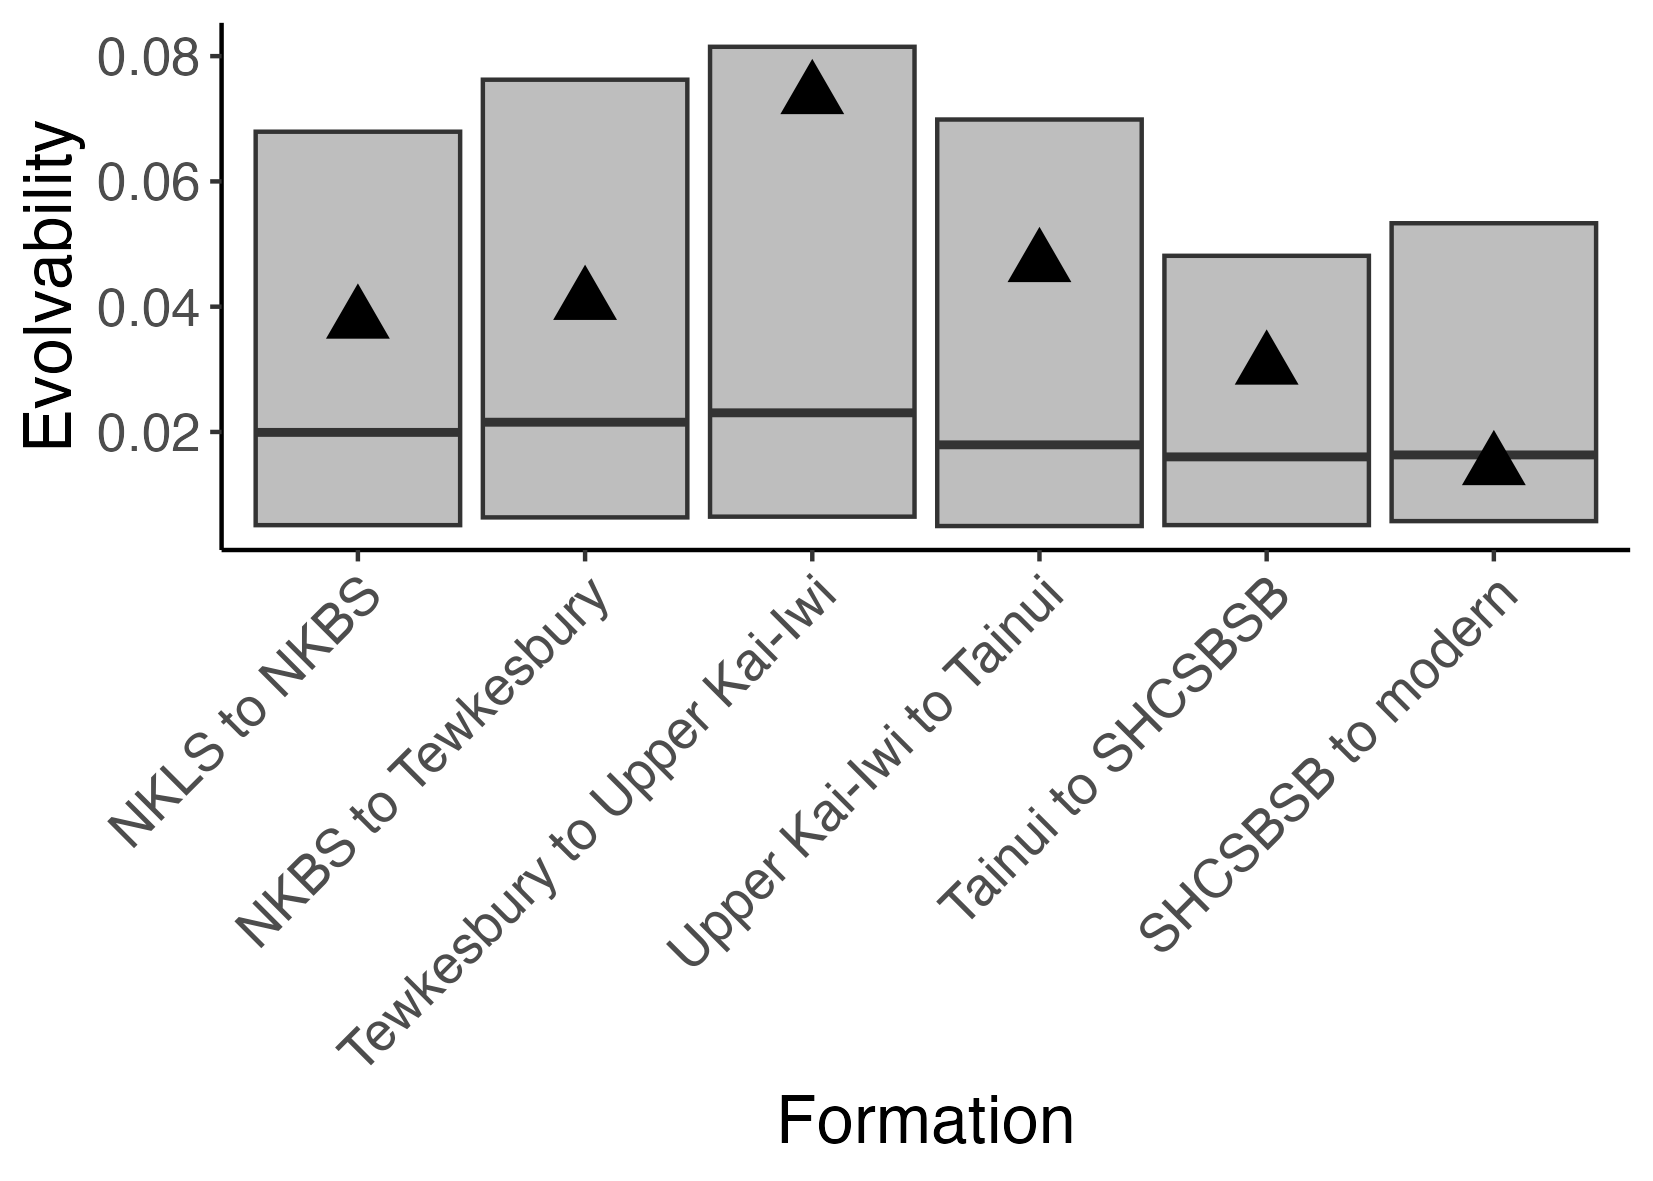 Evolvability
0.08
0.06
0.04
0.02
NKLS to NKBS
NKBS to Tewkesbury
Tewkesbury to Upper Kai-Iwi
Upper Kai-Iwi to Tainui
Tainui to SHCSBSB
SHCSBSB to modern
Formation